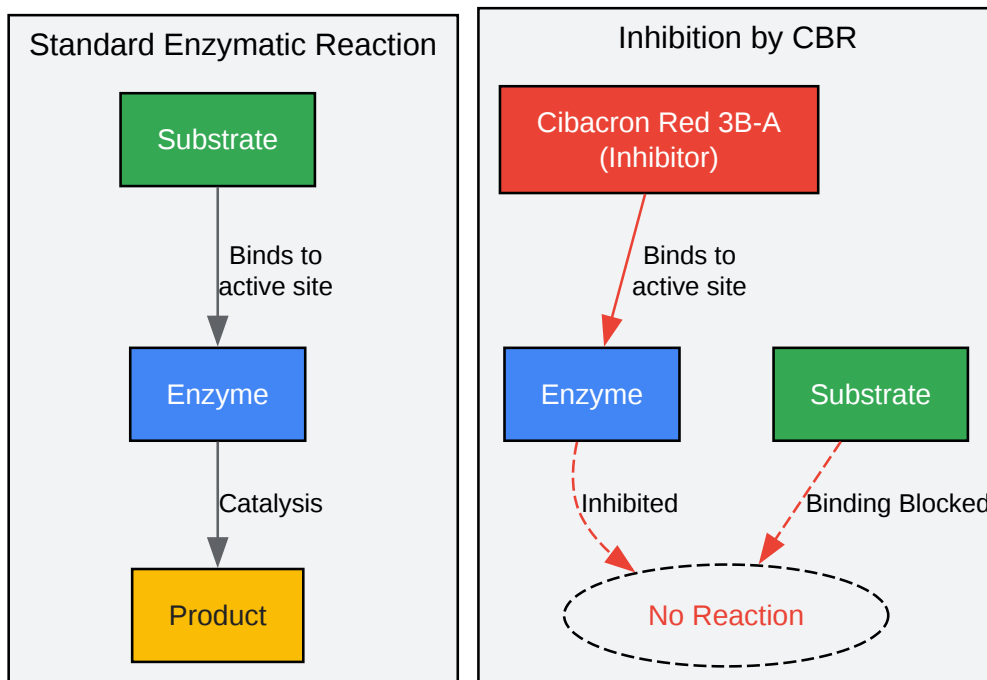 Standard Enzymatic Reaction
Substrate
Binds to
active site
Enzyme
Catalysis
Product
Inhibition by CBR
Cibacron Red 3B-A
(Inhibitor)
Binds to
active site
Enzyme
Substrate
Inhibited
Binding Blocked
No Reaction